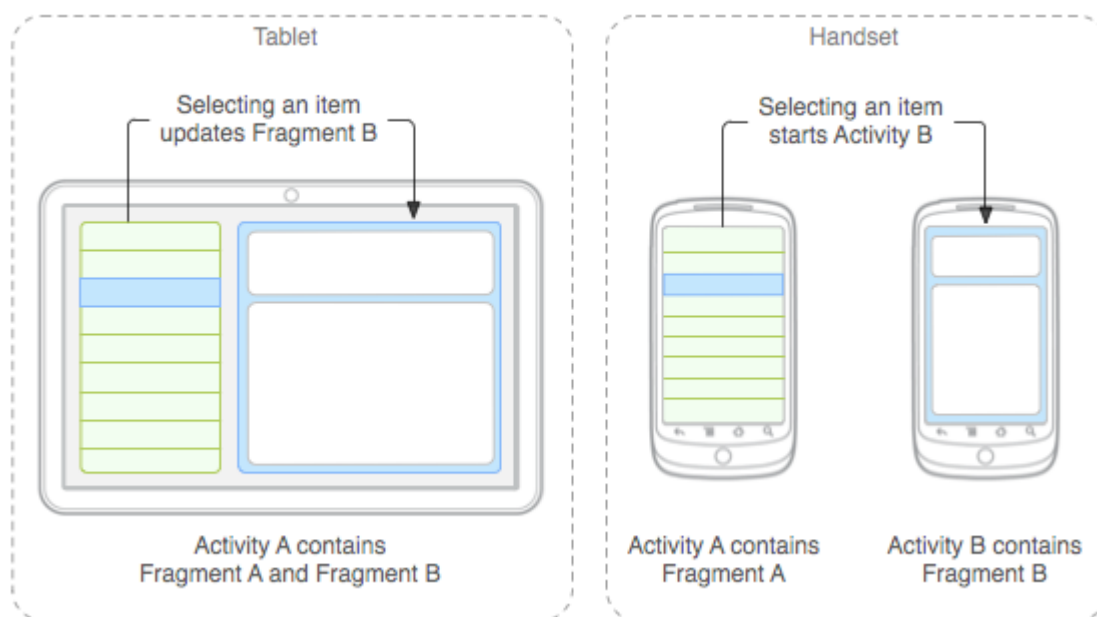 Tablet
Selecting an item
updates Fragment B
Activity A contains
Fragment A and Fragment B
Handset
Selecting an item
starts Activity B
Activity A contains
Fragment A
Activity B contains
Fragment B